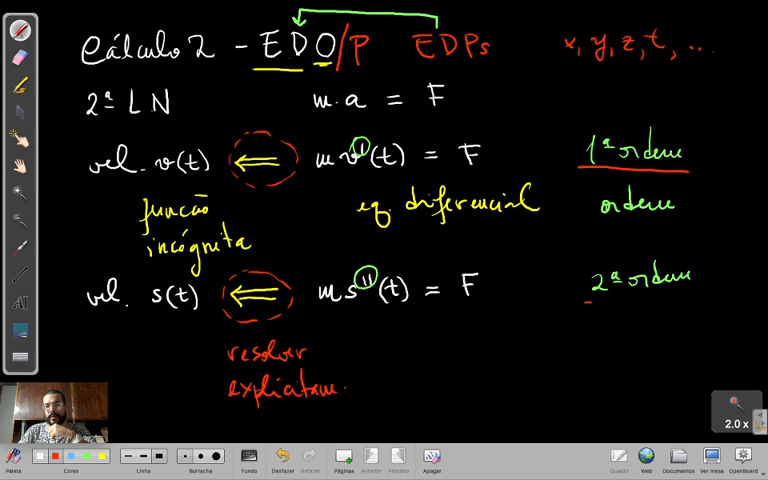 Cálculo 2 - EDO/P EDPs x, y, z, t, ...
2ª LN m.a = F
vel. v(t) ⇐ m v'(t) = F 1ª ordem
função incógnita eq. diferencial ordem
vel. s(t) ⇐ m s''(t) = F 2ª ordem
resolver
explicitam.
2.0 x
Paleta Cores Linha Borracha Fundo Desfazer Refazer Páginas Anterior Próximo Apagar Quadro Web Documentos Ver mesa OpenBoard